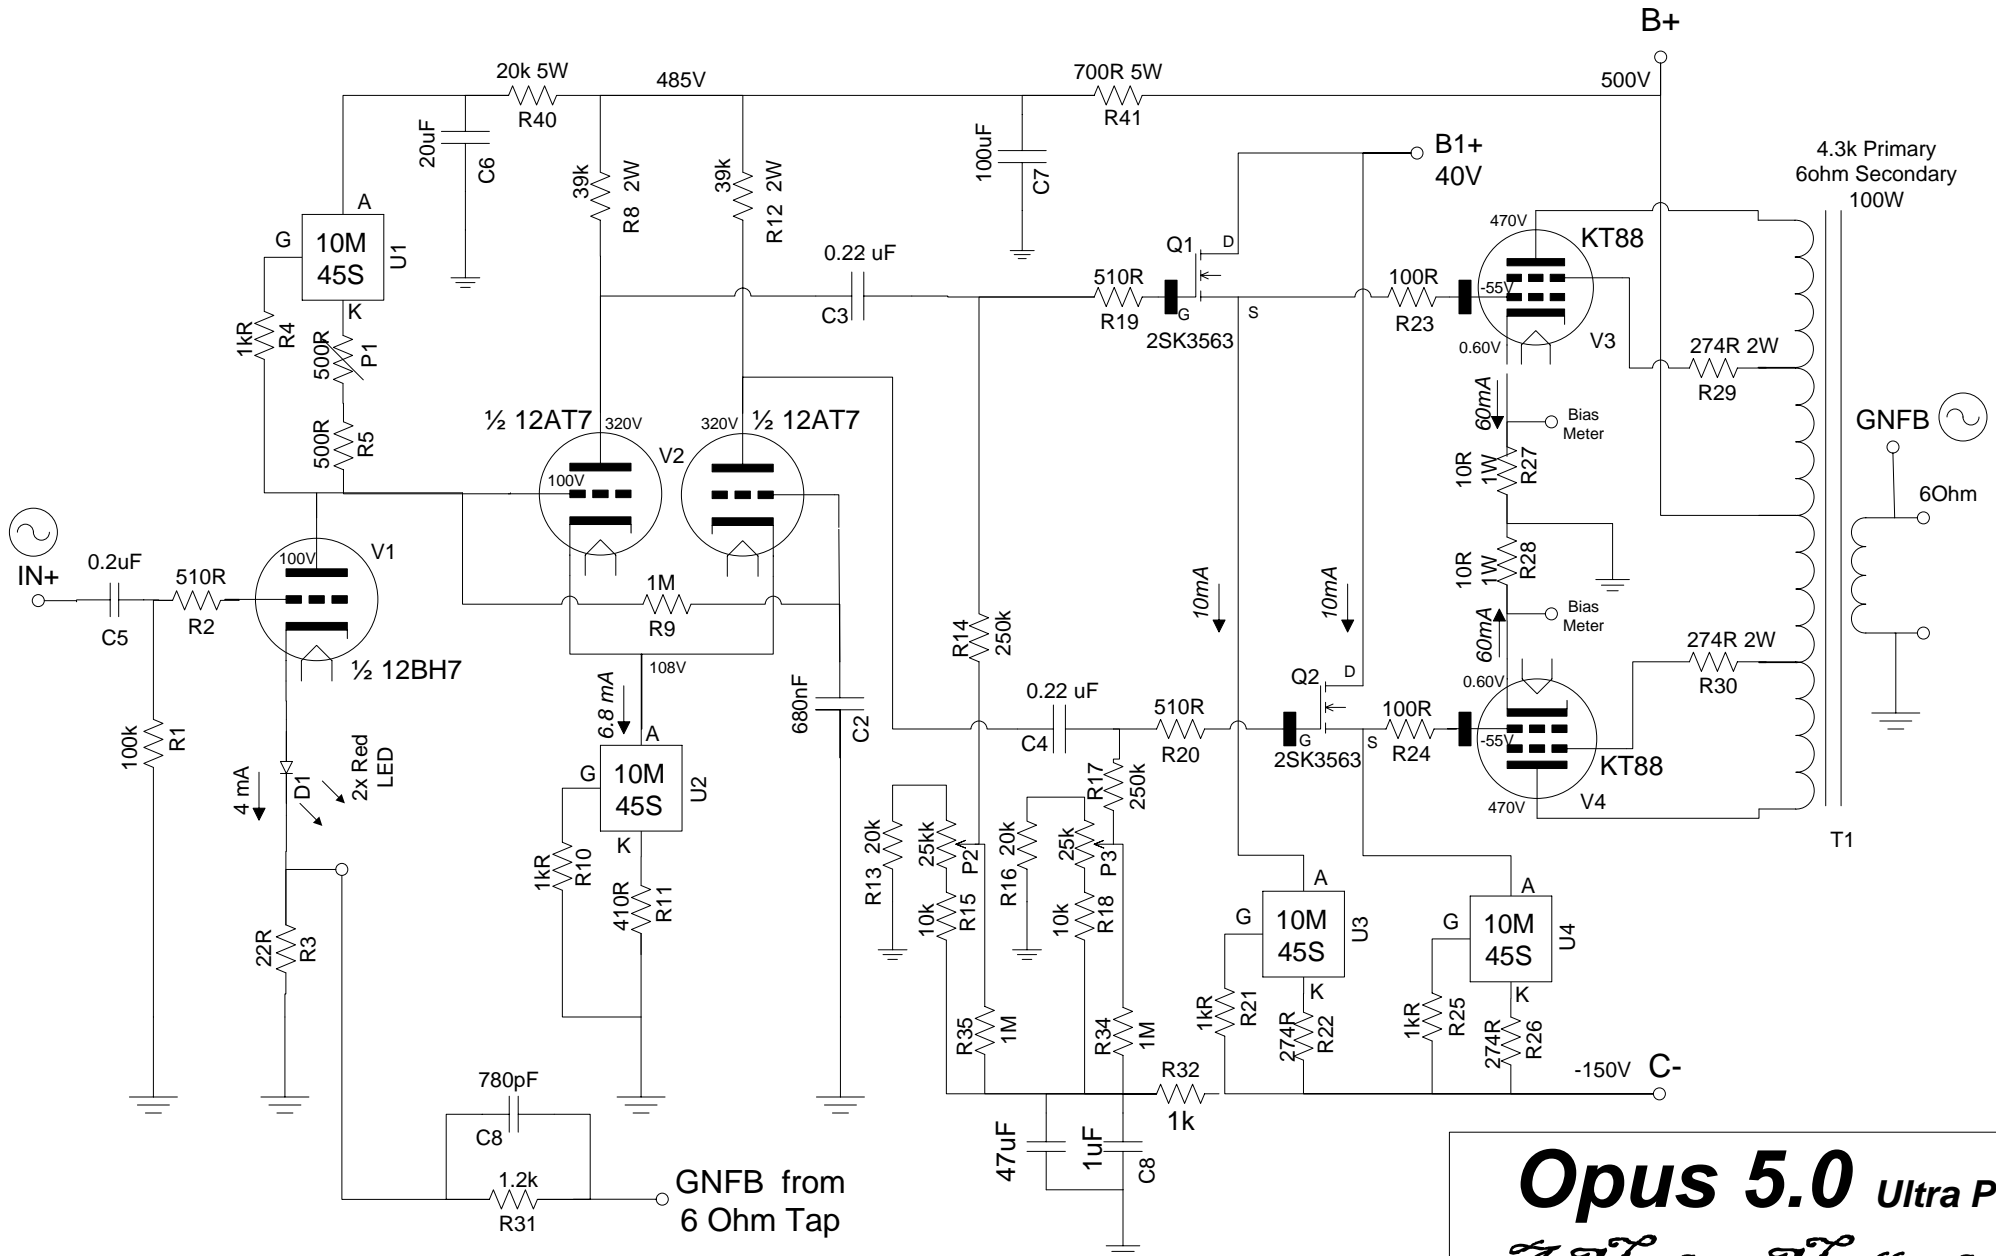 B+
20k 5W
R40
485V
700R 5W
R41
500V
20uF
C6
39k
R8 2W
39k
R12 2W
100uF
C7
B1+
40V
4.3k Primary
6ohm Secondary
100W
A
G
10M
45S
U1
K
1kR
R4
500R
P1
500R
R5
0.22 uF
C3
510R
R19
Q1
D
G
S
2SK3563
100R
R23
470V
KT88
-55V
0.60V
V3
274R 2W
R29
60mA
Bias
Meter
10R
1W
R27
10R
1W
R28
Bias
Meter
60mA
GNFB
6Ohm
½ 12AT7
320V
V2
100V
320V
½ 12AT7
IN+
0.2uF
C5
510R
R2
100V
V1
½ 12BH7
1M
R9
108V
6.8 mA
R14
250k
10mA
10mA
274R 2W
R30
0.60V
Q2
D
G
S
2SK3563
0.22 uF
C4
510R
R20
100R
R24
-55V
KT88
V4
470V
T1
100k
R1
4 mA
D1
2x Red
LED
22R
R3
A
G
10M
45S
U2
K
1kR
R10
410R
R11
680nF
C2
R17
250k
R13
20k
25kk
P2
10k
R15
R16
20k
25k
P3
10k
R18
R35
1M
R34
1M
A
G
10M
45S
U3
K
1kR
R21
274R
R22
A
G
10M
45S
U4
K
1kR
R25
274R
R26
R32
1k
-150V
C-
47uF
1uF
C8
780pF
C8
1.2k
R31
GNFB from
6 Ohm Tap
Opus 5.0 Ultra P